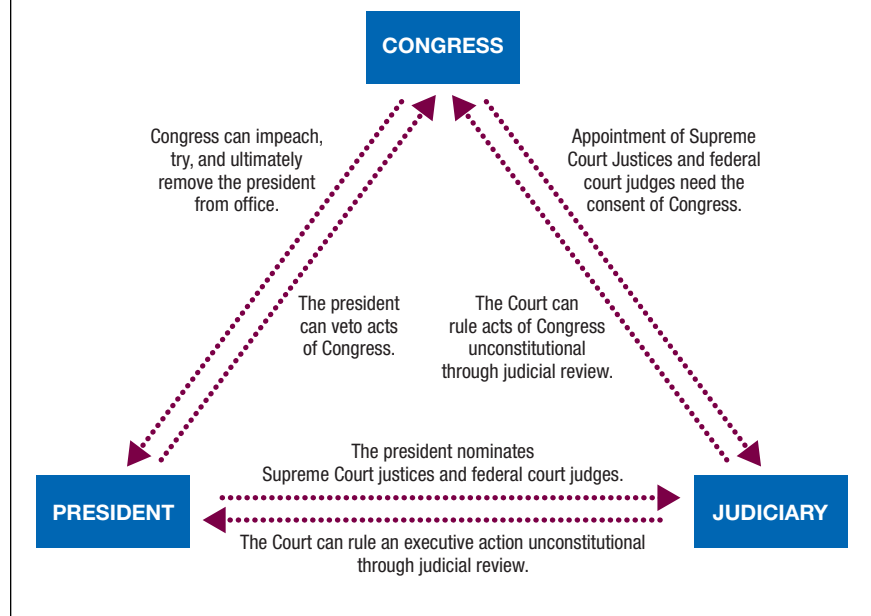 CONGRESS
Congress can impeach,
try, and ultimately
remove the president
from office.
Appointment of Supreme
Court Justices and federal
court judges need the
consent of Congress.
The president
can veto acts
of Congress.
The Court can
rule acts of Congress
unconstitutional
through judicial review.
The president nominates
Supreme Court justices and federal court judges.
PRESIDENT
JUDICIARY
The Court can rule an executive action unconstitutional
through judicial review.